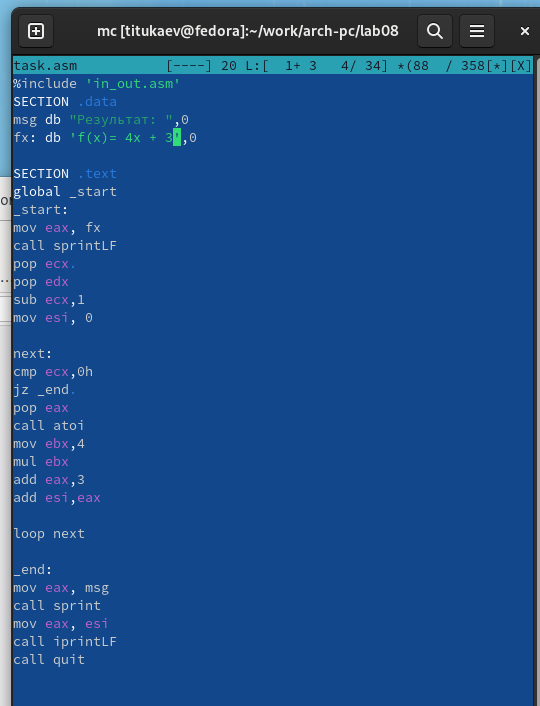 mc [titukaev@fedora]:~/work/arch-pc/lab08
task.asm [----] 20 L:[ 1+ 3 4/ 34] *(88 / 358[*][X]
%include 'in_out.asm'
SECTION .data
msg db "Результат: ",0
fx: db 'f(x)= 4x + 3',0
SECTION .text
global _start
_start:
mov eax, fx
call sprintLF
pop ecx.
pop edx
sub ecx,1
mov esi, 0
next:
cmp ecx,0h
jz _end.
pop eax
call atoi
mov ebx,4
mul ebx
add eax,3
add esi,eax
loop next
_end:
mov eax, msg
call sprint
mov eax, esi
call iprintLF
call quit